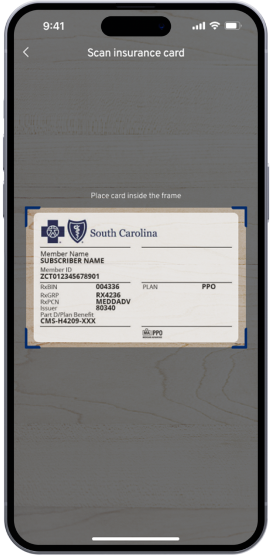 9:41
Scan insurance card
Place card inside the frame
South Carolina
Member Name
SUBSCRIBER NAME
Member ID
ZCT012345678901
RxBIN 004336 PLAN PPO
RxGRP RX4236
RxPCN MEDDADV
Issuer 80340
Part D/Plan Benefit
CMS-H4209-XXX
PPO